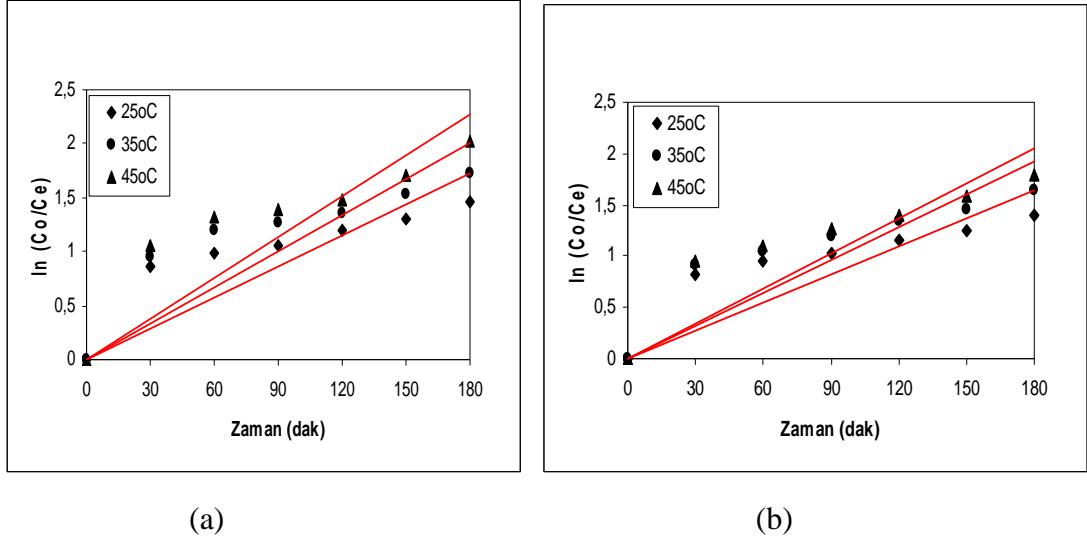 2,5
2
1,5
1
0,5
0
0 30 60 90 120 150 180
Zaman (dak)
ln (Co/Ce)
25oC
35oC
45oC
(a)
2,5
2
1,5
1
0,5
0
0 30 60 90 120 150 180
Zaman (dak)
ln (Co/Ce)
25oC
35oC
45oC
(b)